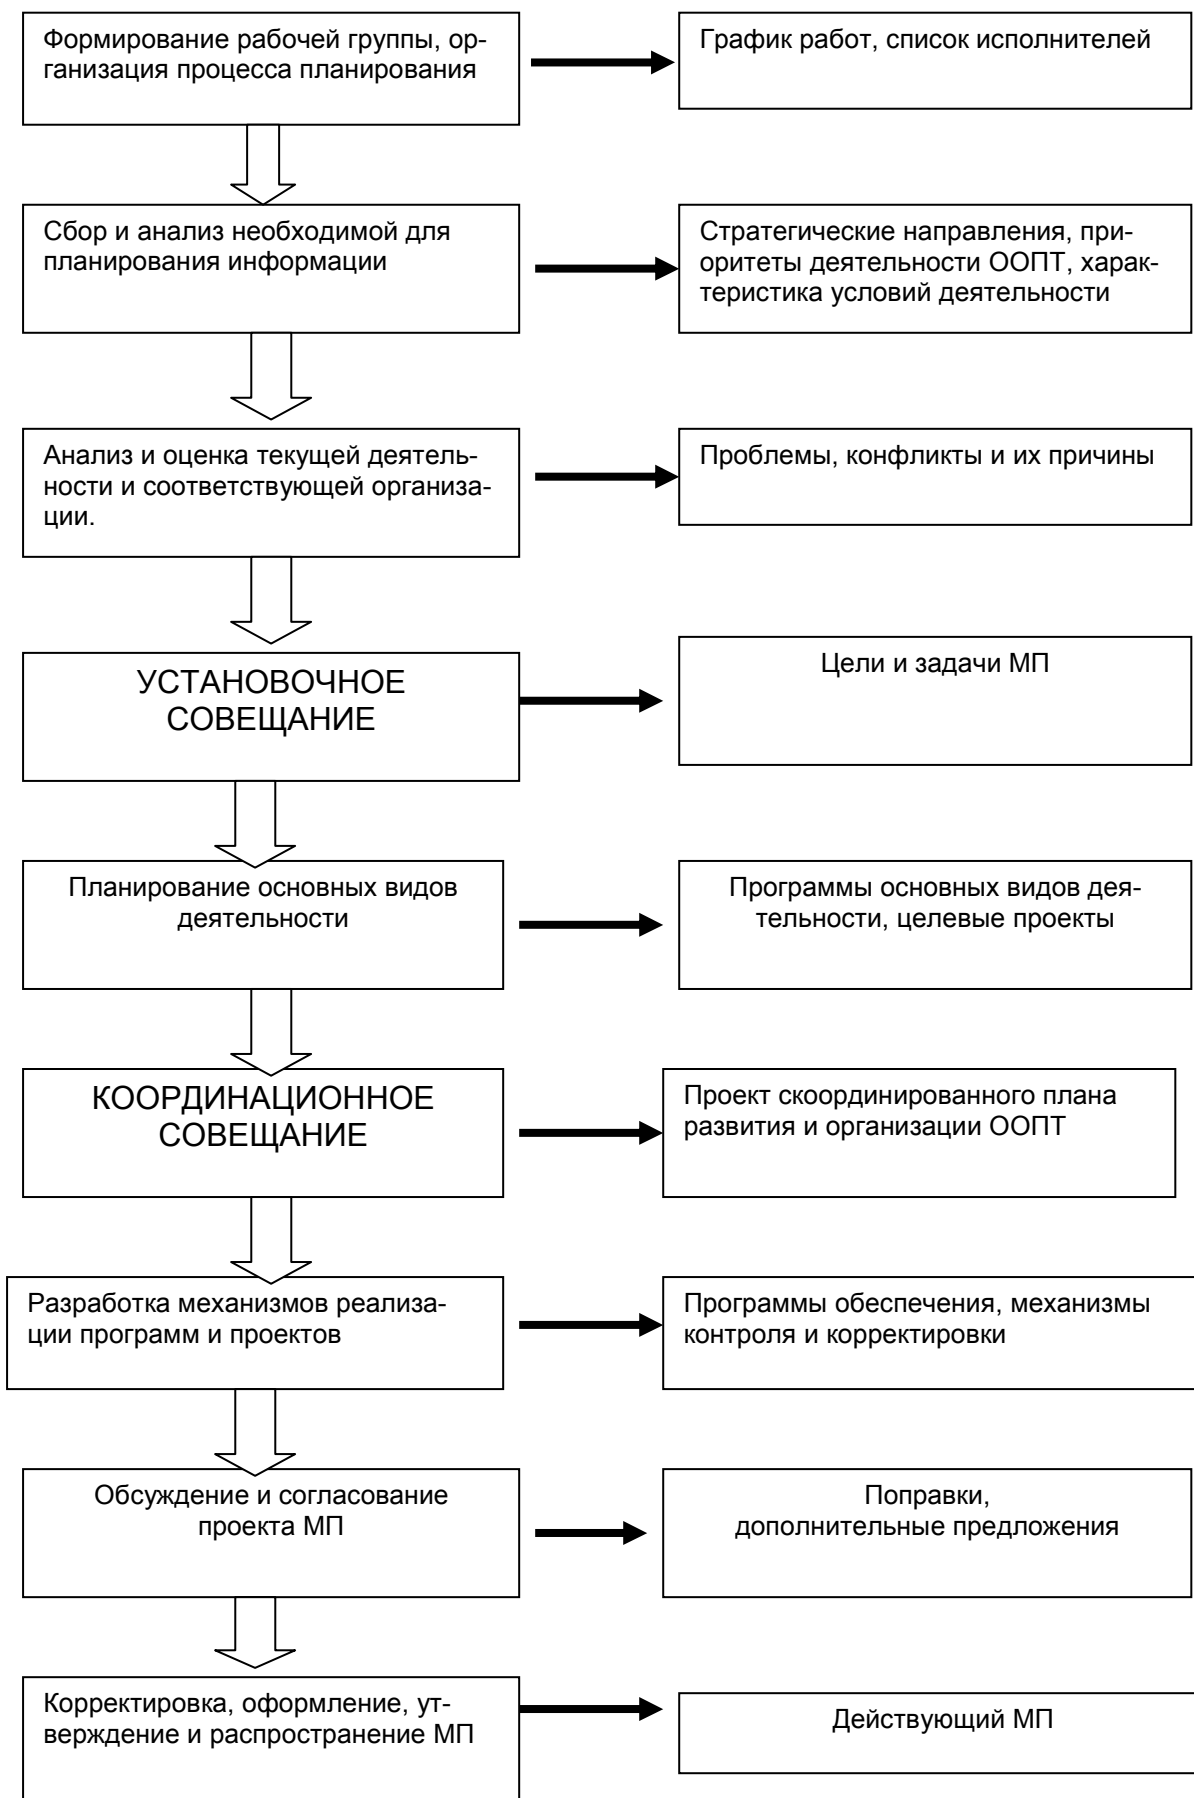 Формирование рабочей группы, ор-
ганизация процесса планирования
График работ, список исполнителей
Сбор и анализ необходимой для
планирования информации
Стратегические направления, при-
оритеты деятельности ООПТ, харак-
теристика условий деятельности
Анализ и оценка текущей деятель-
ности и соответствующей организа-
ции.
Проблемы, конфликты и их причины
УСТАНОВОЧНОЕ
СОВЕЩАНИЕ
Цели и задачи МП
Планирование основных видов
деятельности
Программы основных видов дея-
тельности, целевые проекты
КООРДИНАЦИОННОЕ
СОВЕЩАНИЕ
Проект скоординированного плана
развития и организации ООПТ
Разработка механизмов реализа-
ции программ и проектов
Программы обеспечения, механизмы
контроля и корректировки
Обсуждение и согласование
проекта МП
Поправки,
дополнительные предложения
Корректировка, оформление, ут-
верждение и распространение МП
Действующий МП